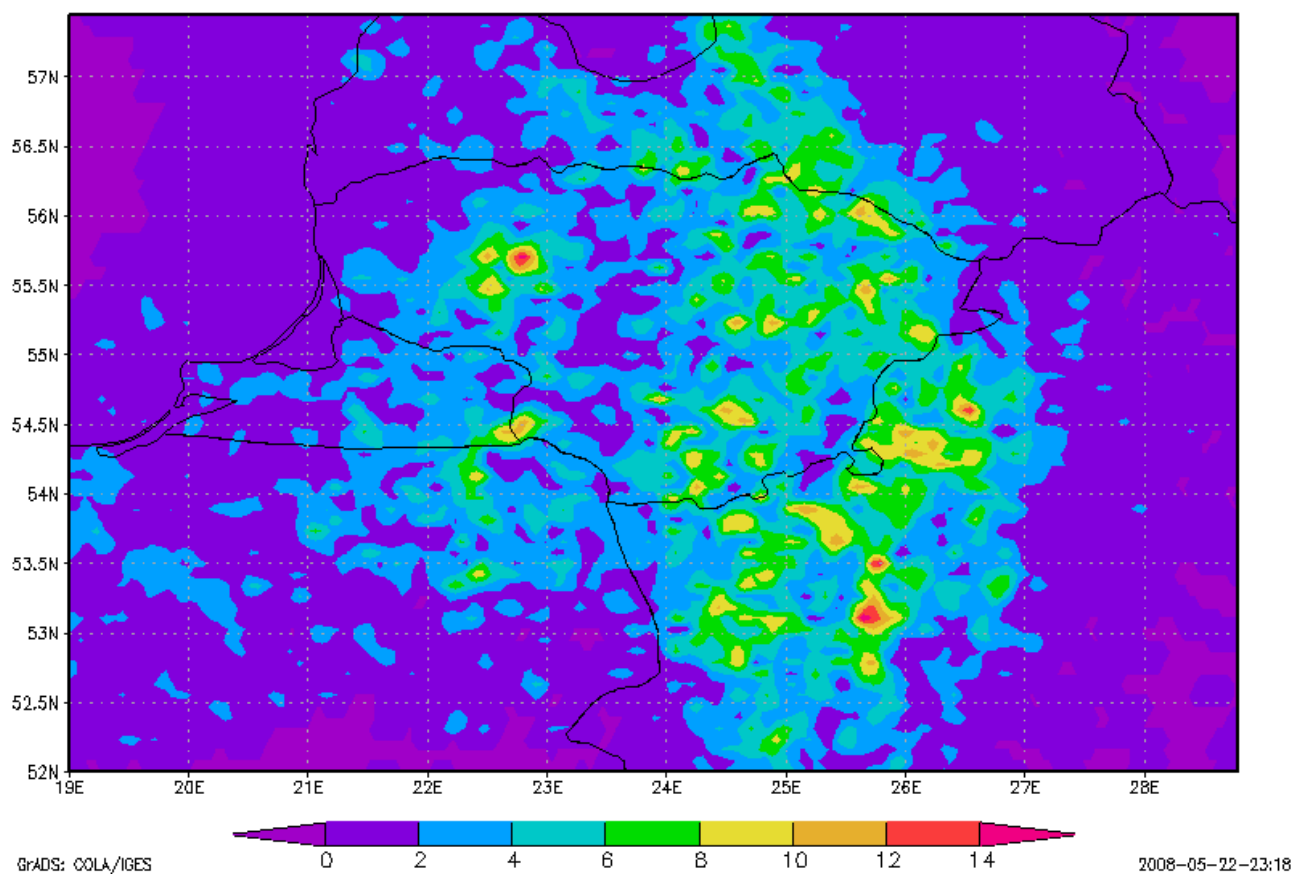 57N
56.5N
56N
55.5N
55N
54.5N
54N
53.5N
53N
52.5N
52N
19E 20E 21E 22E 23E 24E 25E 26E 27E 28E
0 2 4 6 8 10 12 14
GrADS: COLA/IGES 2008-05-22-23:18